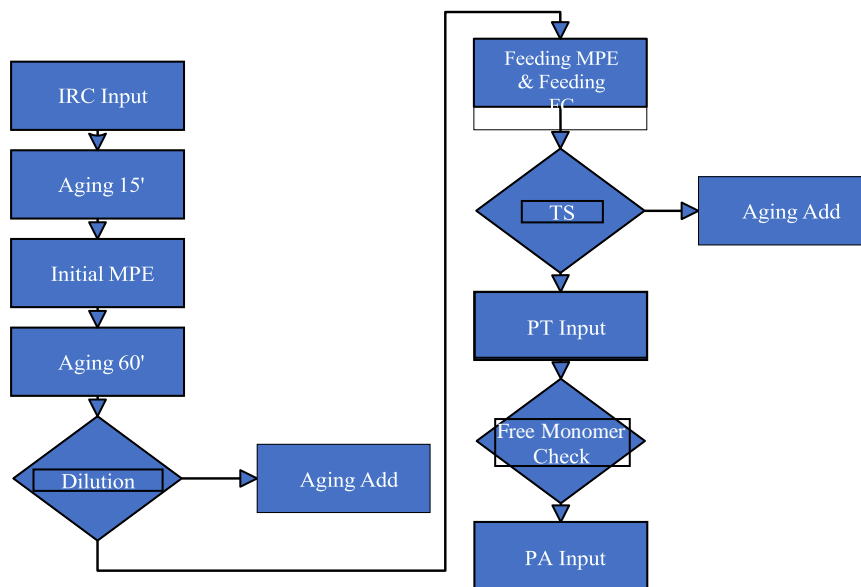 IRC Input
Aging 15'
Initial MPE
Aging 60'
Dilution
Aging Add
Feeding MPE
& Feeding
FC
TS
Aging Add
PT Input
Free Monomer
Check
PA Input